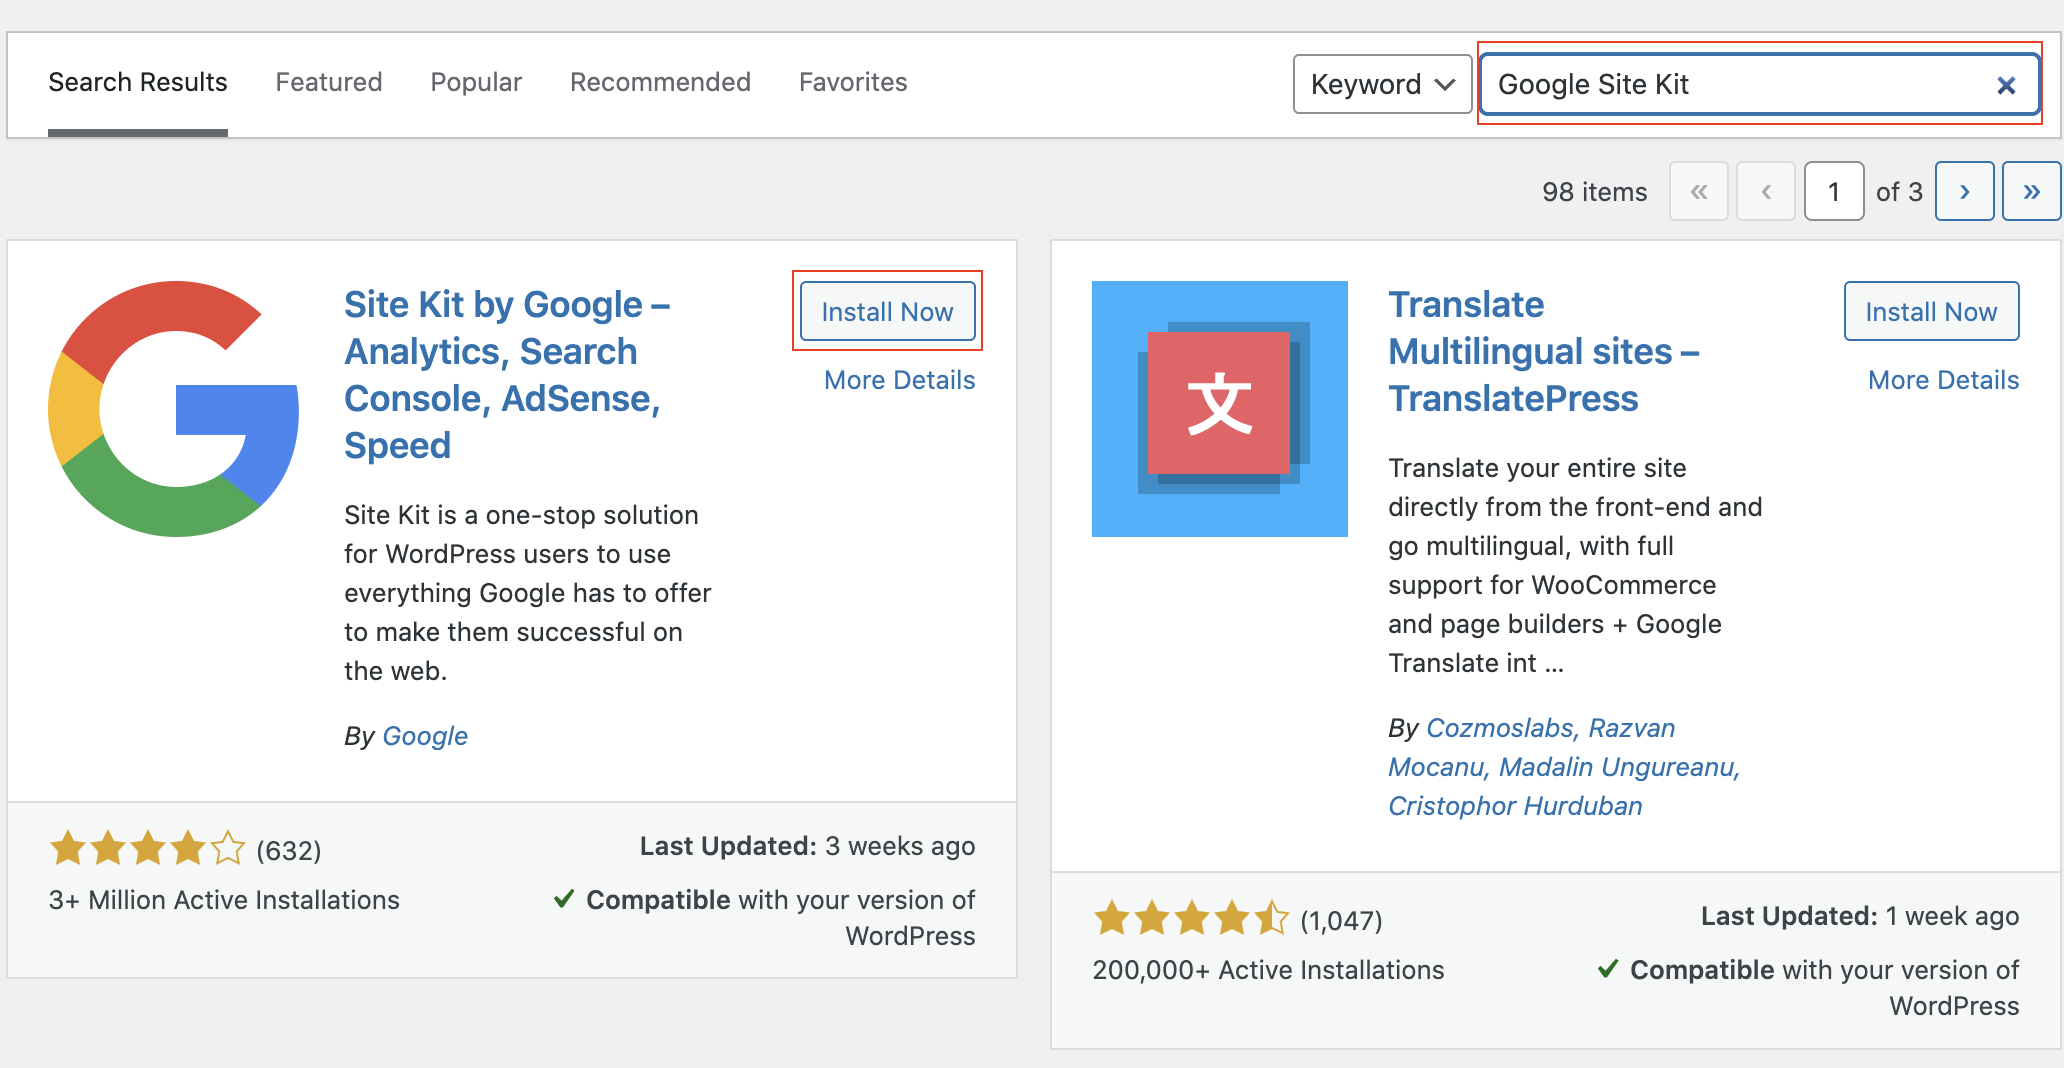 Search Results Featured Popular Recommended Favorites Keyword Google Site Kit
98 items « ‹ 1 of 3 › »
Site Kit by Google –
Analytics, Search
Console, AdSense,
Speed
Install Now
More Details
Site Kit is a one-stop solution
for WordPress users to use
everything Google has to offer
to make them successful on
the web.
By Google
(632)
3+ Million Active Installations
Last Updated: 3 weeks ago
Compatible with your version of
WordPress
文
Translate
Multilingual sites –
TranslatePress
Install Now
More Details
Translate your entire site
directly from the front-end and
go multilingual, with full
support for WooCommerce
and page builders + Google
Translate int ...
By Cozmoslabs, Razvan
Mocanu, Madalin Ungureanu,
Cristophor Hurduban
(1,047)
200,000+ Active Installations
Last Updated: 1 week ago
Compatible with your version of
WordPress